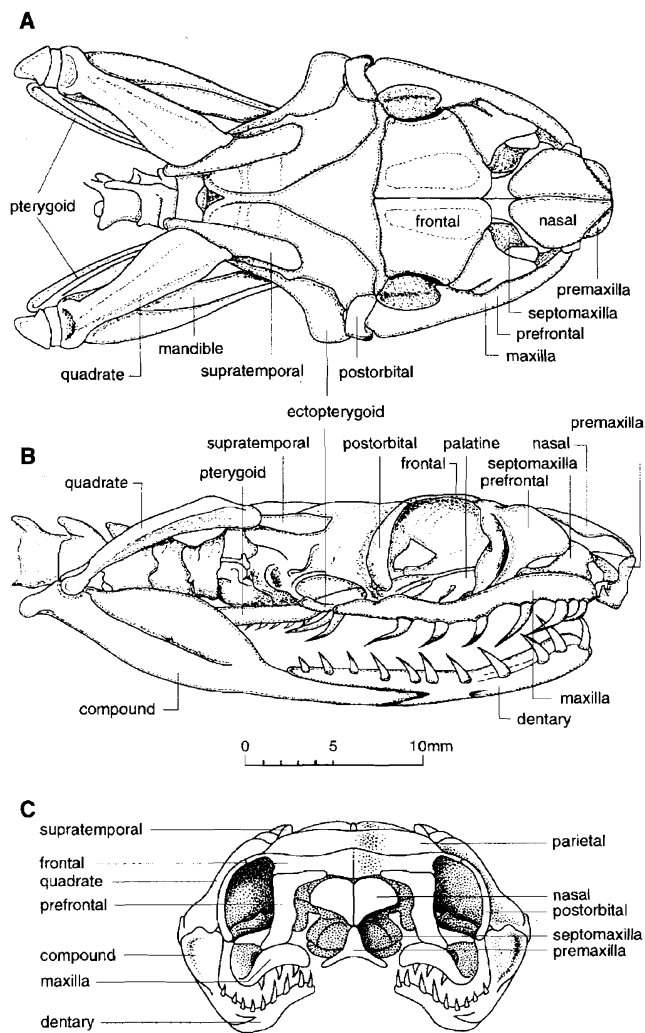 A
pterygoid
frontal
nasal
premaxilla
septomaxilla
prefrontal
maxilla
mandible
quadrate
supratemporal
postorbital
ectopterygoid
B
premaxilla
supratemporal
postorbital
palatine
nasal
quadrate
pterygoid
frontal
septomaxilla
prefrontal
compound
maxilla
dentary
0 5 10mm
C
supratemporal
parietal
frontal
quadrate
prefrontal
nasal
postorbital
compound
septomaxilla
premaxilla
maxilla
dentary